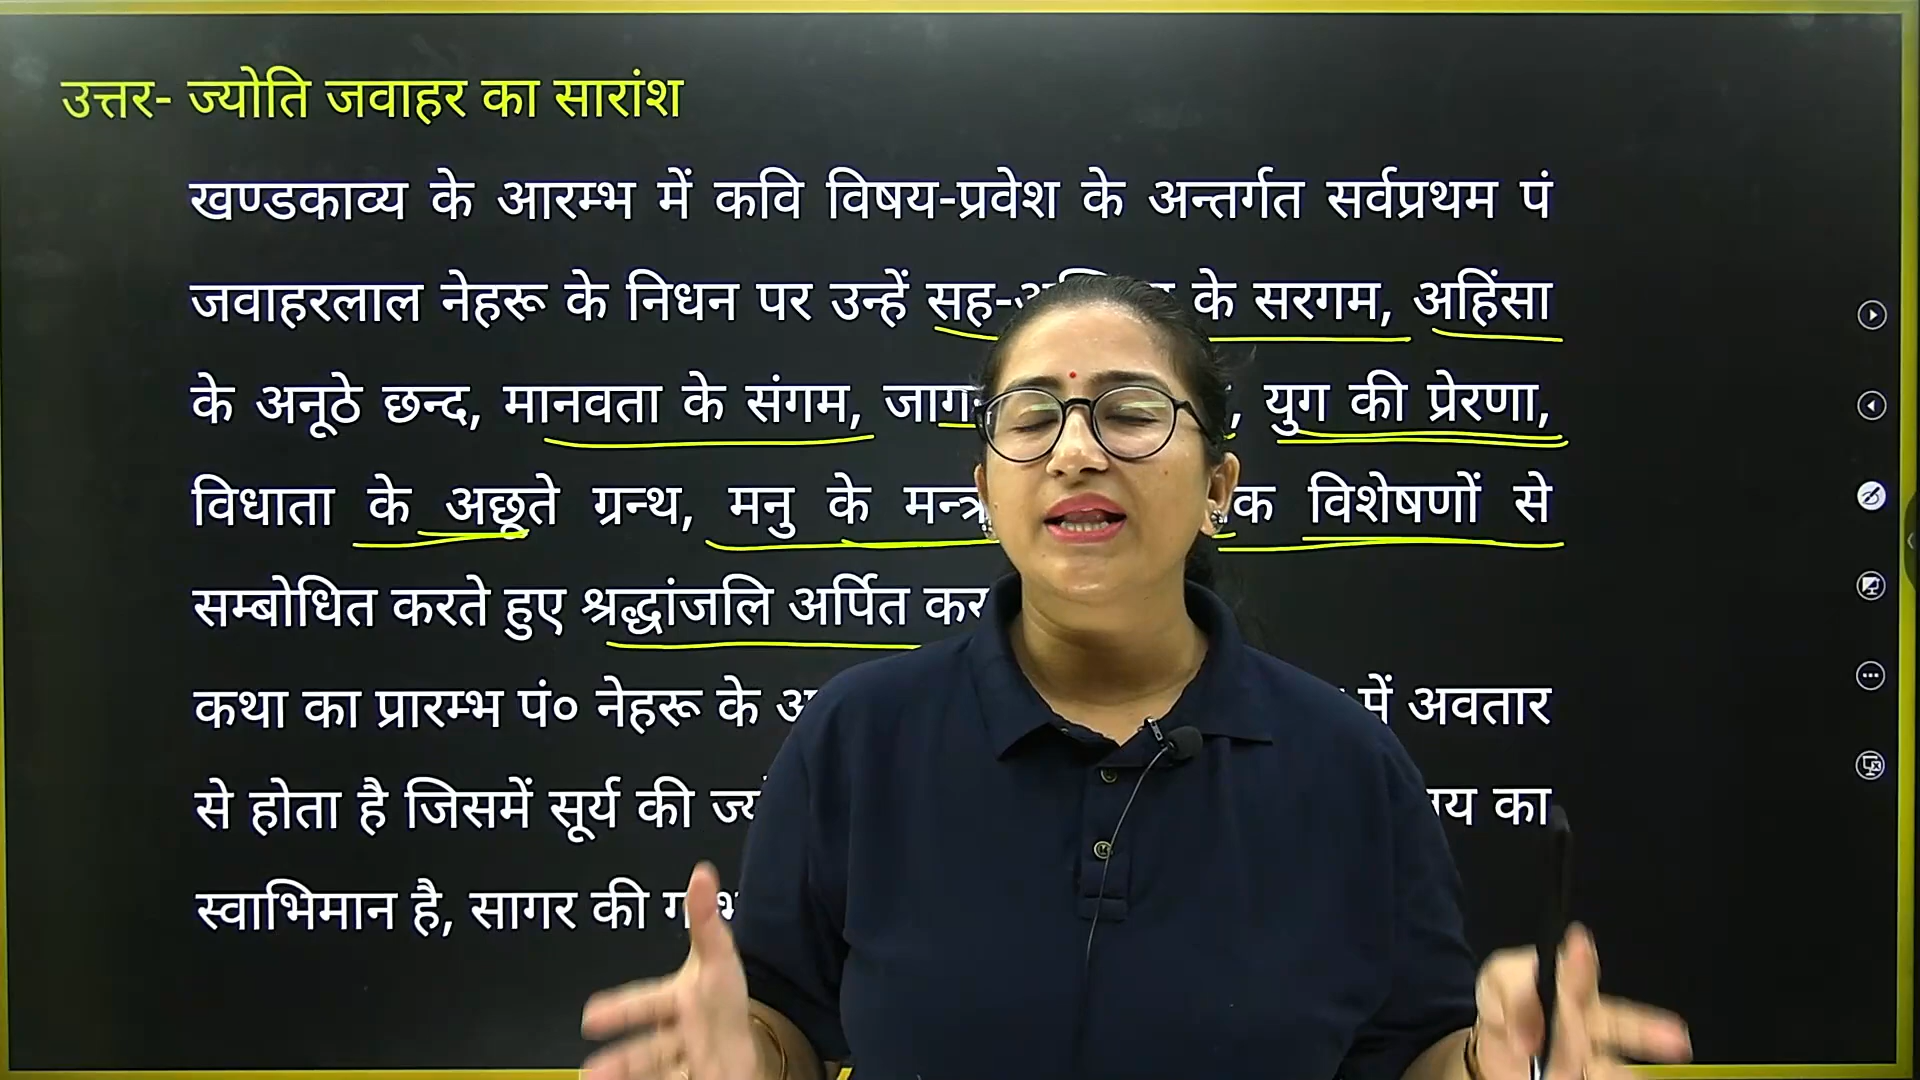 उत्तर- ज्योति जवाहर का सारांश
खण्डकाव्य के आरम्भ में कवि विषय-प्रवेश के अन्तर्गत सर्वप्रथम पं
जवाहरलाल नेहरू के निधन पर उन्हें के सरगम, अहिंसा
के अनूठे छन्द, मानवता के संगम, युग की प्रेरणा,
विधाता के अछूते ग्रन्थ, मनु के विशेषणों से
सम्बोधित करते हुए श्रद्धांजलि अर्पित
कथा का प्रारम्भ पं० नेहरू के में अवतार
से होता है जिसमें सूर्य की का
स्वाभिमान है, सागर की